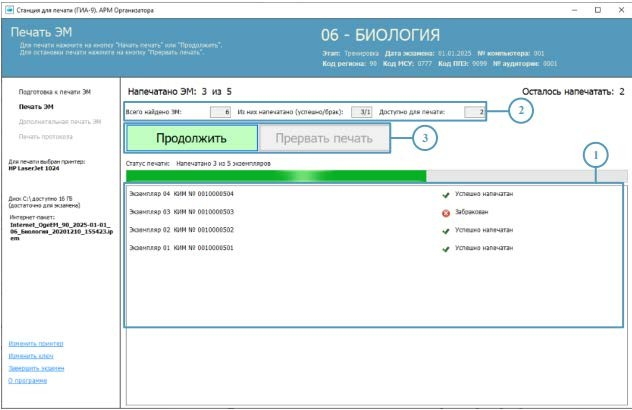 Станция для печати (ГИА-9). АРМ Организатора
Печать ЭМ
Для печати нажмите на кнопку "Начать печать" или "Продолжить".
Для остановки печати нажмите на кнопку "Прервать печать".
06 - БИОЛОГИЯ
Этап: Тренировка Дата экзамена: 01.01.2025 № компьютера: 001
Код региона: 90 Код МСУ: 0777 Код ППЭ: 9099 № аудитории: 0001
Подготовка к печати ЭМ
Печать ЭМ
Дополнительная печать ЭМ
Печать протокола
Для печати выбран принтер:
HP LaserJet 1024
Диск C:\ доступно 16 ГБ
(достаточно для экзамена)
Интернет-пакет:
Internet_OgeEM_90_2025-01-01_
06_Биология_20201210_155423.ip
em
Изменить принтер
Изменить ключ
Завершить экзамен
О программе
Напечатано ЭМ: 3 из 5
Осталось напечатать: 2
Всего найдено ЭМ: 6 Из них напечатано (успешно/брак): 3/1 Доступно для печати: 2
2
Продолжить
Прервать печать
3
Статус печати: Напечатано 3 из 5 экземпляров
1
Экземпляр 04 КИМ № 0010000504 Успешно напечатан
Экземпляр 03 КИМ № 0010000503 Забракован
Экземпляр 02 КИМ № 0010000502 Успешно напечатан
Экземпляр 01 КИМ № 0010000501 Успешно напечатан